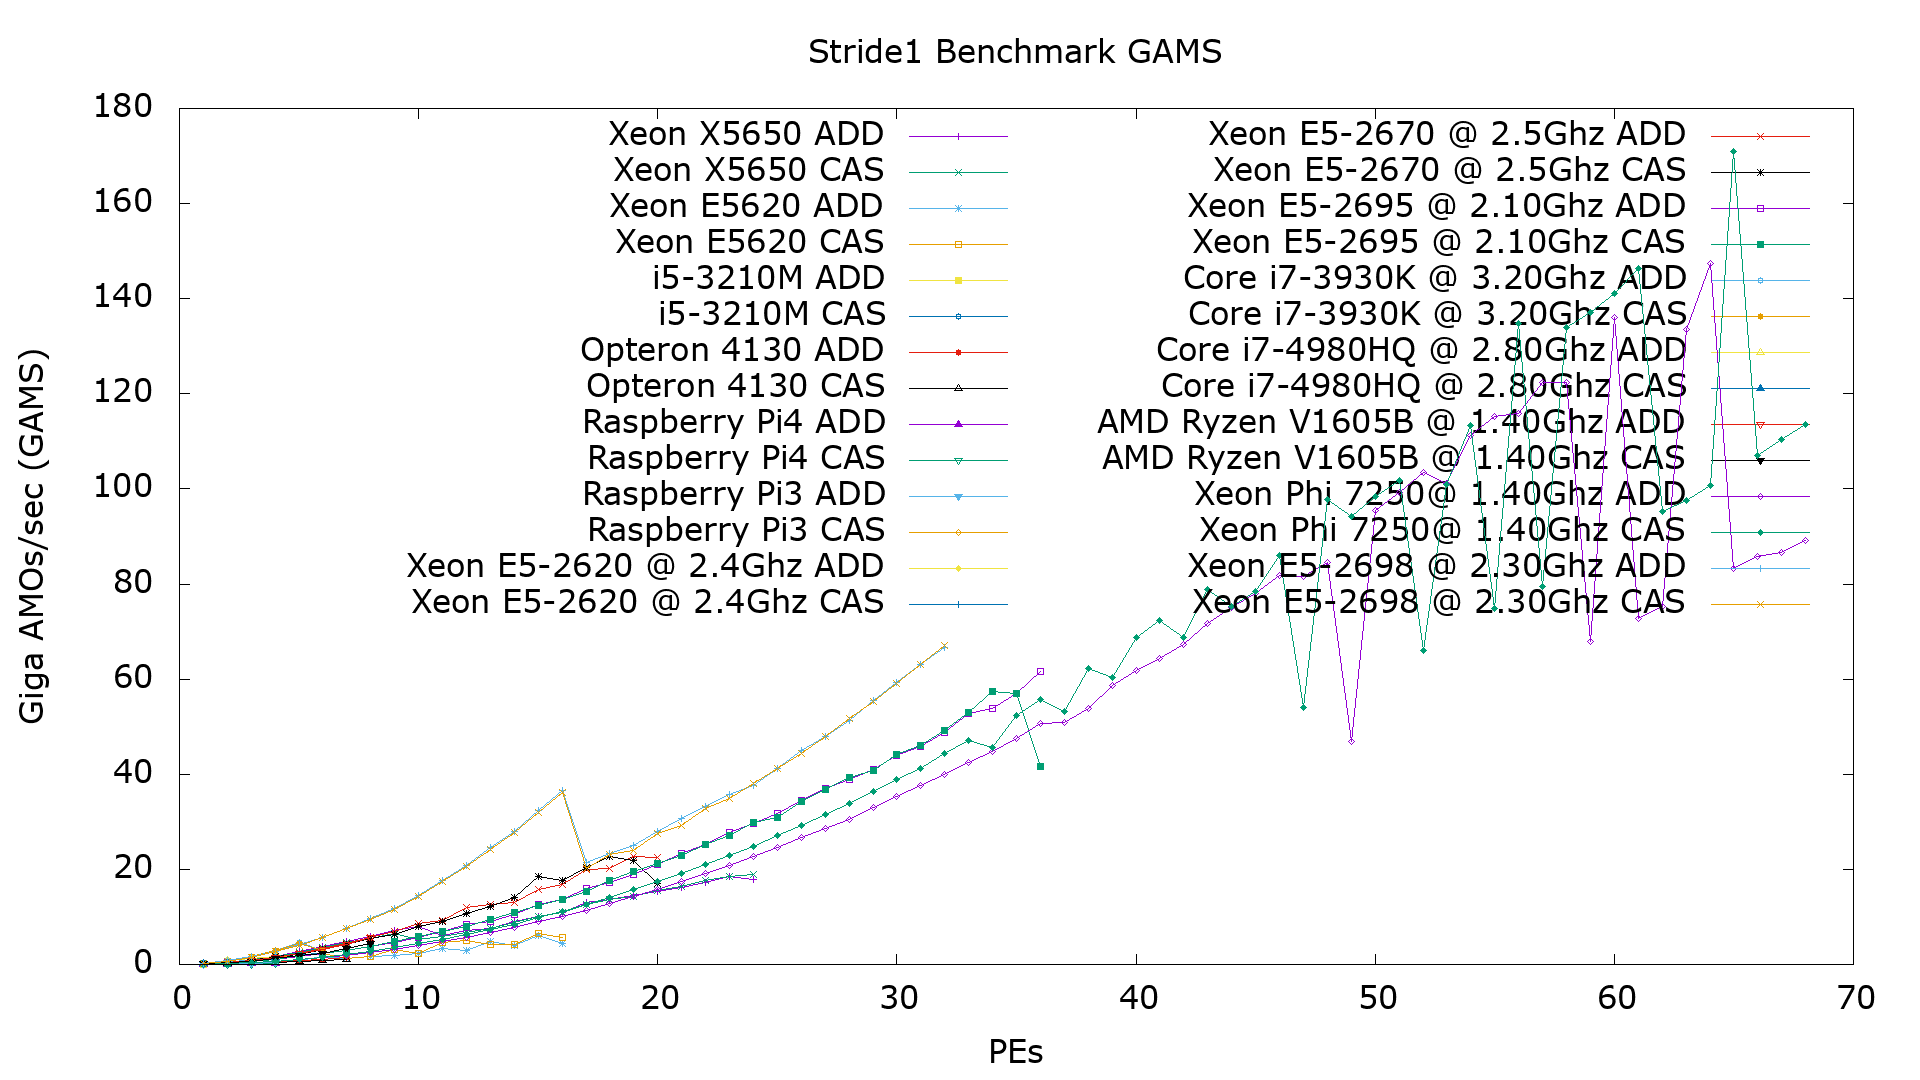 Stride1 Benchmark GAMS
Giga AMOs/sec (GAMS)
180
160
140
120
100
80
60
40
20
0
Xeon X5650 ADD
Xeon X5650 CAS
Xeon E5620 ADD
Xeon E5620 CAS
i5-3210M ADD
i5-3210M CAS
Opteron 4130 ADD
Opteron 4130 CAS
Raspberry Pi4 ADD
Raspberry Pi4 CAS
Raspberry Pi3 ADD
Raspberry Pi3 CAS
Xeon E5-2620 @ 2.4Ghz ADD
Xeon E5-2620 @ 2.4Ghz CAS
Xeon E5-2670 @ 2.5Ghz ADD
Xeon E5-2670 @ 2.5Ghz CAS
Xeon E5-2695 @ 2.10Ghz ADD
Xeon E5-2695 @ 2.10Ghz CAS
Core i7-3930K @ 3.20Ghz ADD
Core i7-3930K @ 3.20Ghz CAS
Core i7-4980HQ @ 2.80Ghz ADD
Core i7-4980HQ @ 2.80Ghz CAS
AMD Ryzen V1605B @ 1.40Ghz ADD
AMD Ryzen V1605B @ 1.40Ghz CAS
Xeon Phi 7250@ 1.40Ghz ADD
Xeon Phi 7250@ 1.40Ghz CAS
Xeon E5-2698 @ 2.30Ghz ADD
Xeon E5-2698 @ 2.30Ghz CAS
0 10 20 30 40 50 60 70
PEs